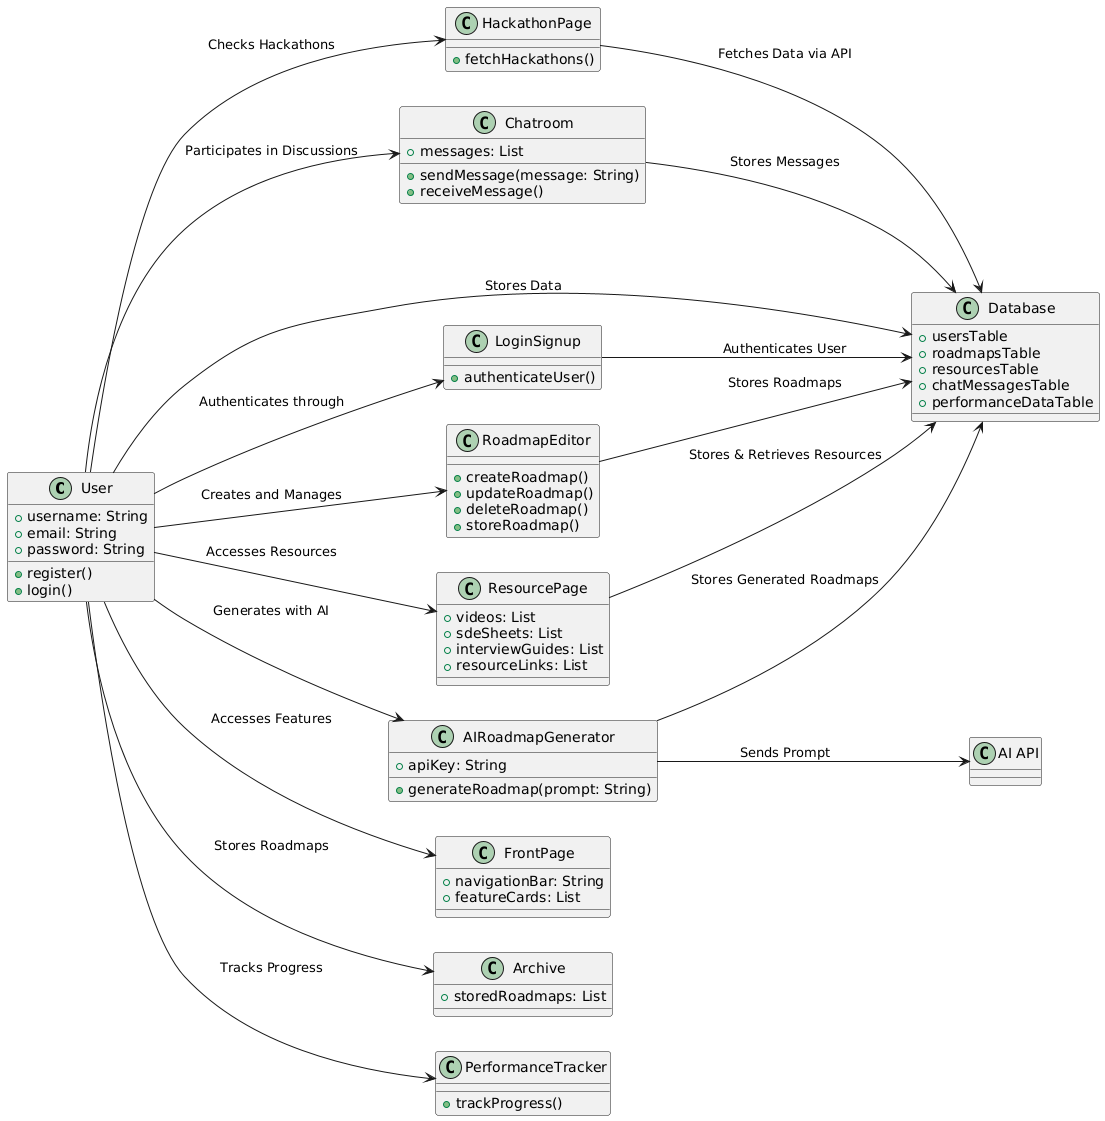 HackathonPage
fetchHackathons()
Checks Hackathons
Fetches Data via API
Chatroom
messages: List
sendMessage(message: String)
receiveMessage()
Participates in Discussions
Stores Messages
Stores Data
Database
usersTable
roadmapsTable
resourcesTable
chatMessagesTable
performanceDataTable
LoginSignup
authenticateUser()
Authenticates User
Authenticates through
Stores Roadmaps
RoadmapEditor
createRoadmap()
updateRoadmap()
deleteRoadmap()
storeRoadmap()
Stores & Retrieves Resources
User
username: String
email: String
password: String
register()
login()
Creates and Manages
Accesses Resources
ResourcePage
videos: List
sdeSheets: List
interviewGuides: List
resourceLinks: List
Stores Generated Roadmaps
Generates with AI
AIRoadmapGenerator
apiKey: String
generateRoadmap(prompt: String)
Sends Prompt
AI API
Accesses Features
FrontPage
navigationBar: String
featureCards: List
Stores Roadmaps
Archive
storedRoadmaps: List
Tracks Progress
PerformanceTracker
trackProgress()